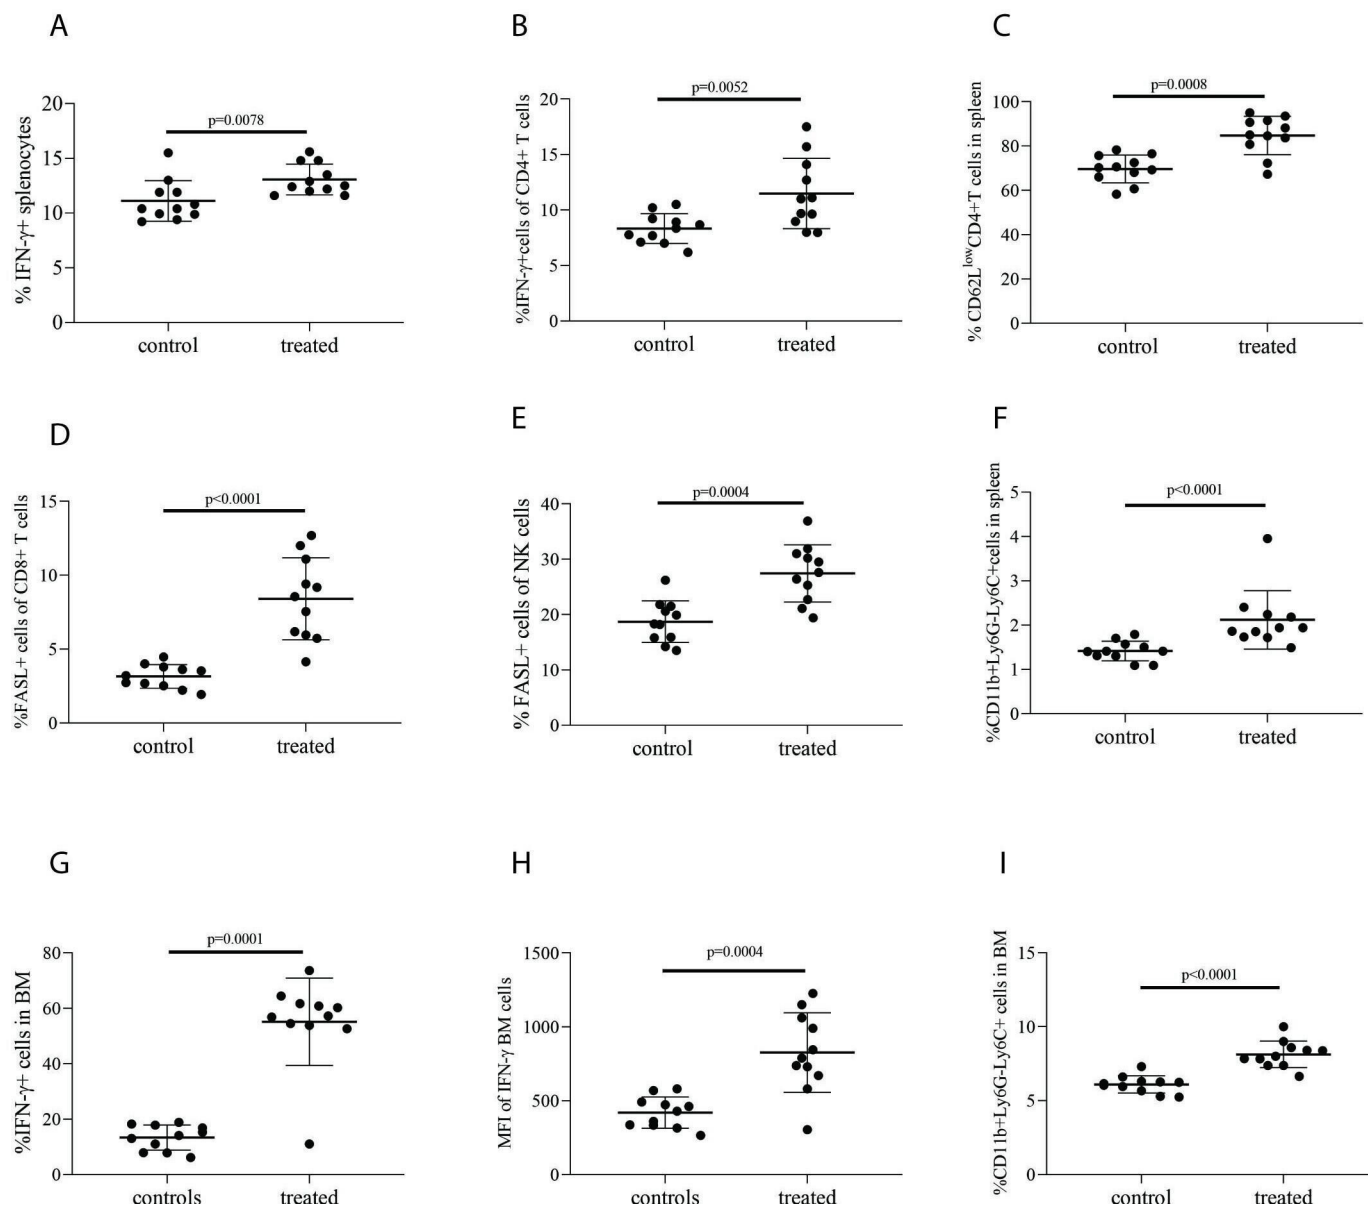 A
% IFN-γ+ splenocytes
20
15
10
5
0
p=0.0078
control
treated
B
%IFN-γ+cells of CD4+ T cells
20
15
10
5
0
p=0.0052
control
treated
C
% CD62LlowCD4+T cells in spleen
100
80
60
40
20
0
p=0.0008
control
treated
D
%FASL+ cells of CD8+ T cells
15
10
5
0
p<0.0001
control
treated
E
% FASL+ cells of NK cells
40
30
20
10
0
p=0.0004
control
treated
F
%CD11b+Ly6G-Ly6C+cells in spleen
5
4
3
2
1
0
p<0.0001
control
treated
G
%IFN-γ+ cells in BM
80
60
40
20
0
p=0.0001
controls
treated
H
MFI of IFN-γ BM cells
1500
1000
500
0
p=0.0004
controls
treated
I
%CD11b+Ly6G-Ly6C+ cells in BM
15
10
5
0
p<0.0001
control
treated